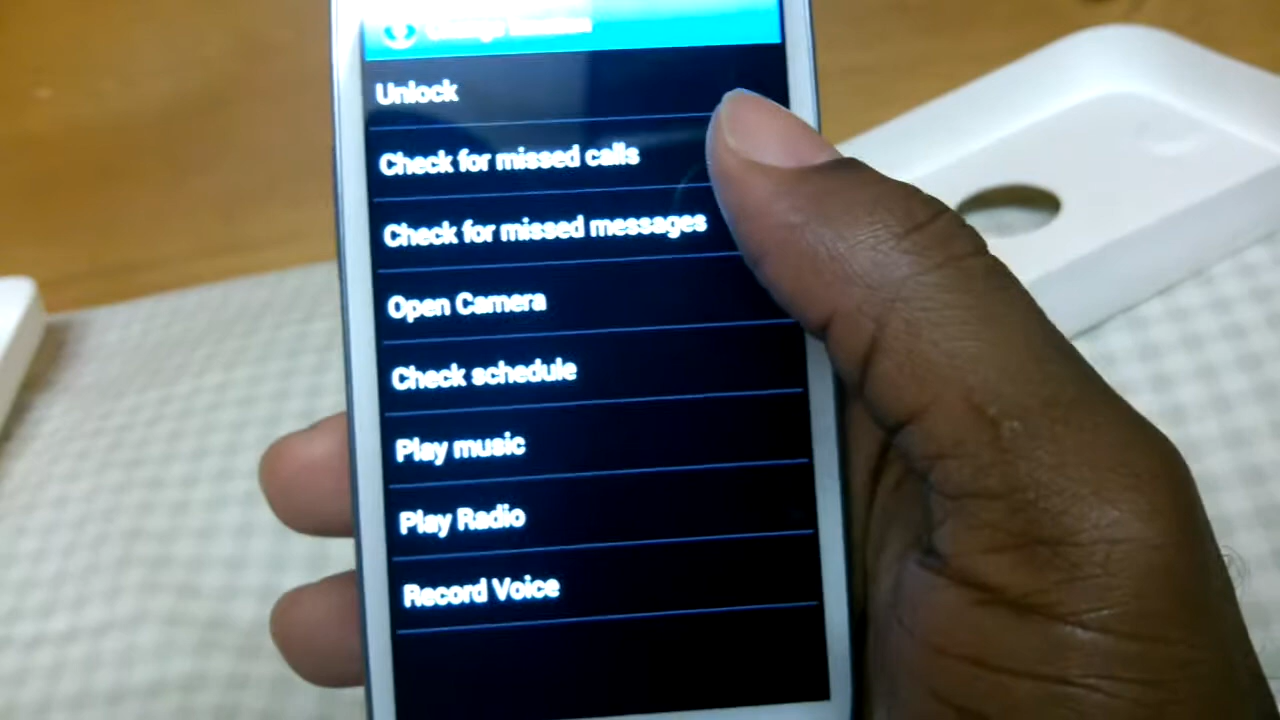 Unlock
Check for missed calls
Check for missed messages
Open Camera
Check schedule
Play music
Play Radio
Record Voice